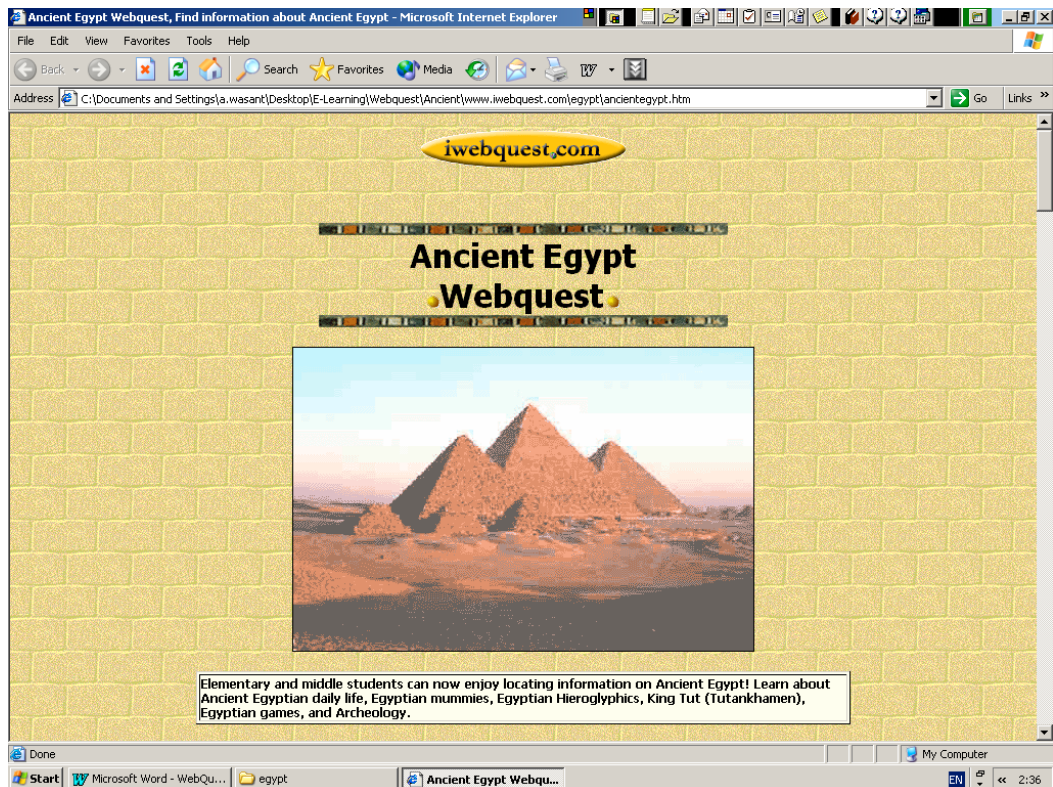 Ancient Egypt Webquest, Find information about Ancient Egypt - Microsoft Internet Explorer
File Edit View Favorites Tools Help
Back Search Favorites Media
Address C:\Documents and Settings\a.wasant\Desktop\E-Learning\Webquest\Ancient\www.iwebquest.com\egypt\ancientegypt.htm Go Links »
iwebquest.com
Ancient Egypt
Webquest
Elementary and middle students can now enjoy locating information on Ancient Egypt! Learn about
Ancient Egyptian daily life, Egyptian mummies, Egyptian Hieroglyphics, King Tut (Tutankhamen),
Egyptian games, and Archeology.
Done My Computer
Start Microsoft Word - WebQu... egypt Ancient Egypt Webqu... EN « 2:36